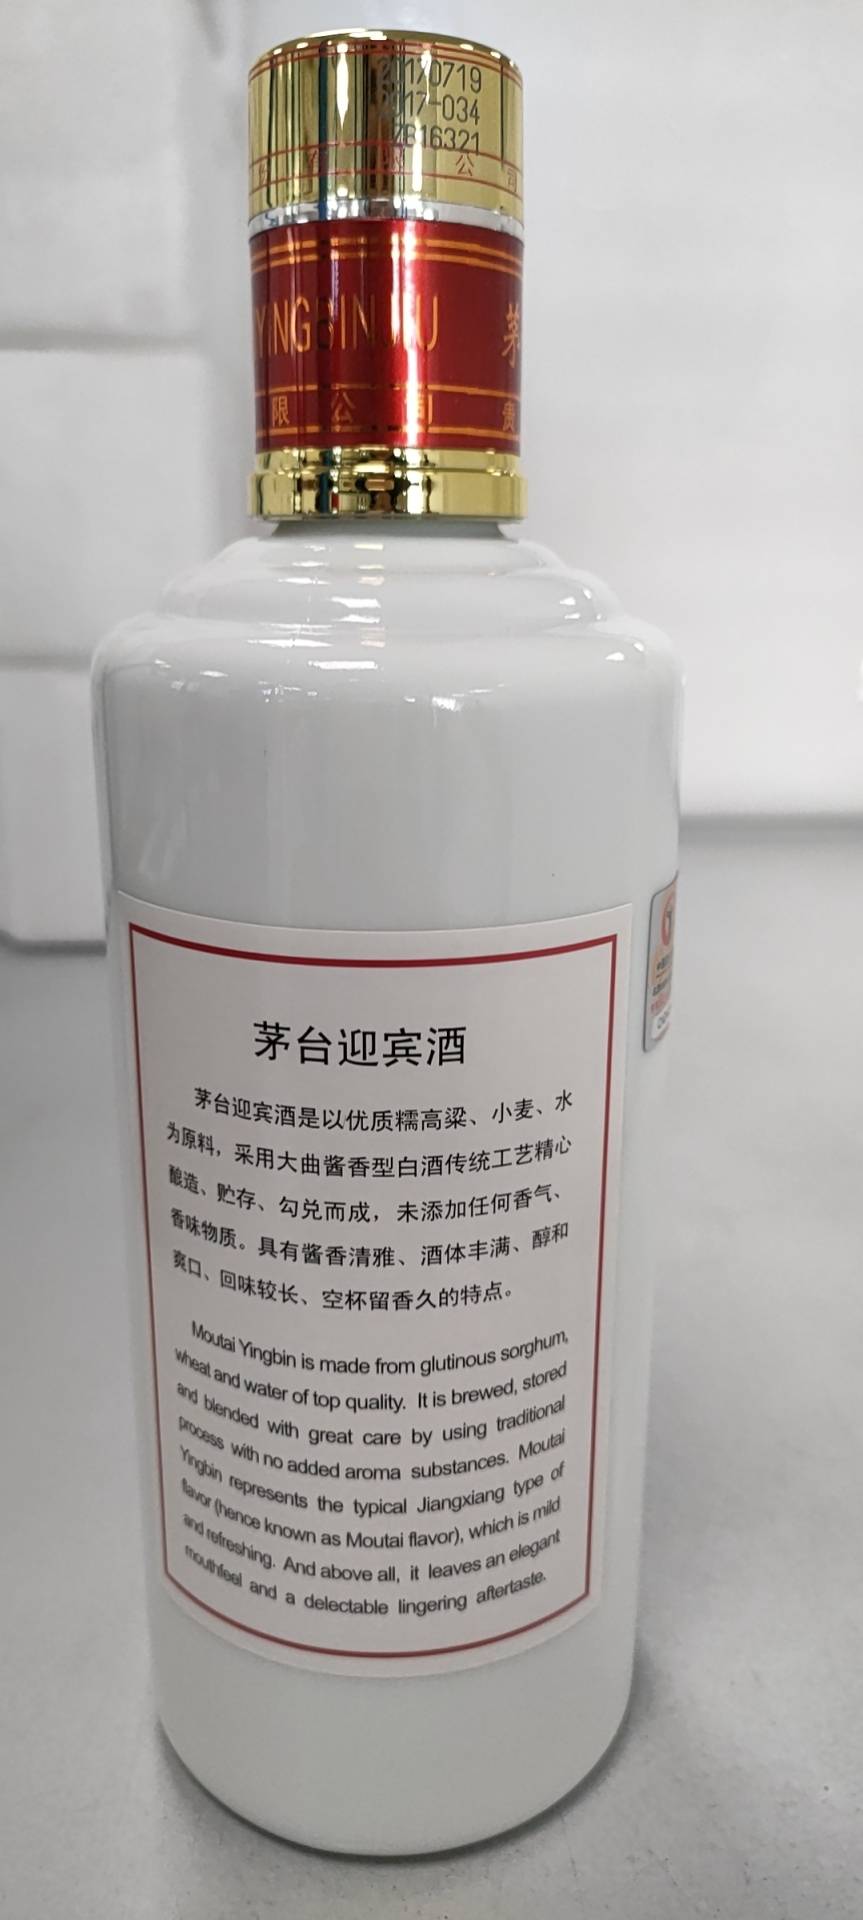 20170719
2017-034
ZB16321
份 有 限 公 司
YINGBINJIU 茅
限 公 司 贵
茅台迎宾酒
茅台迎宾酒是以优质糯高粱、小麦、水
为原料，采用大曲酱香型白酒传统工艺精心
酿造、贮存、勾兑而成，未添加任何香气、
香味物质。具有酱香清雅、酒体丰满、醇和
爽口、回味较长、空杯留香久的特点。
Moutai Yingbin is made from glutinous sorghum,
wheat and water of top quality. It is brewed, stored
and blended with great care by using traditional
process with no added aroma substances. Moutai
Yingbin represents the typical Jiangxiang type of
flavor (hence known as Moutai flavor), which is mild
and refreshing. And above all, it leaves an elegant
mouthfeel and a delectable lingering aftertaste.